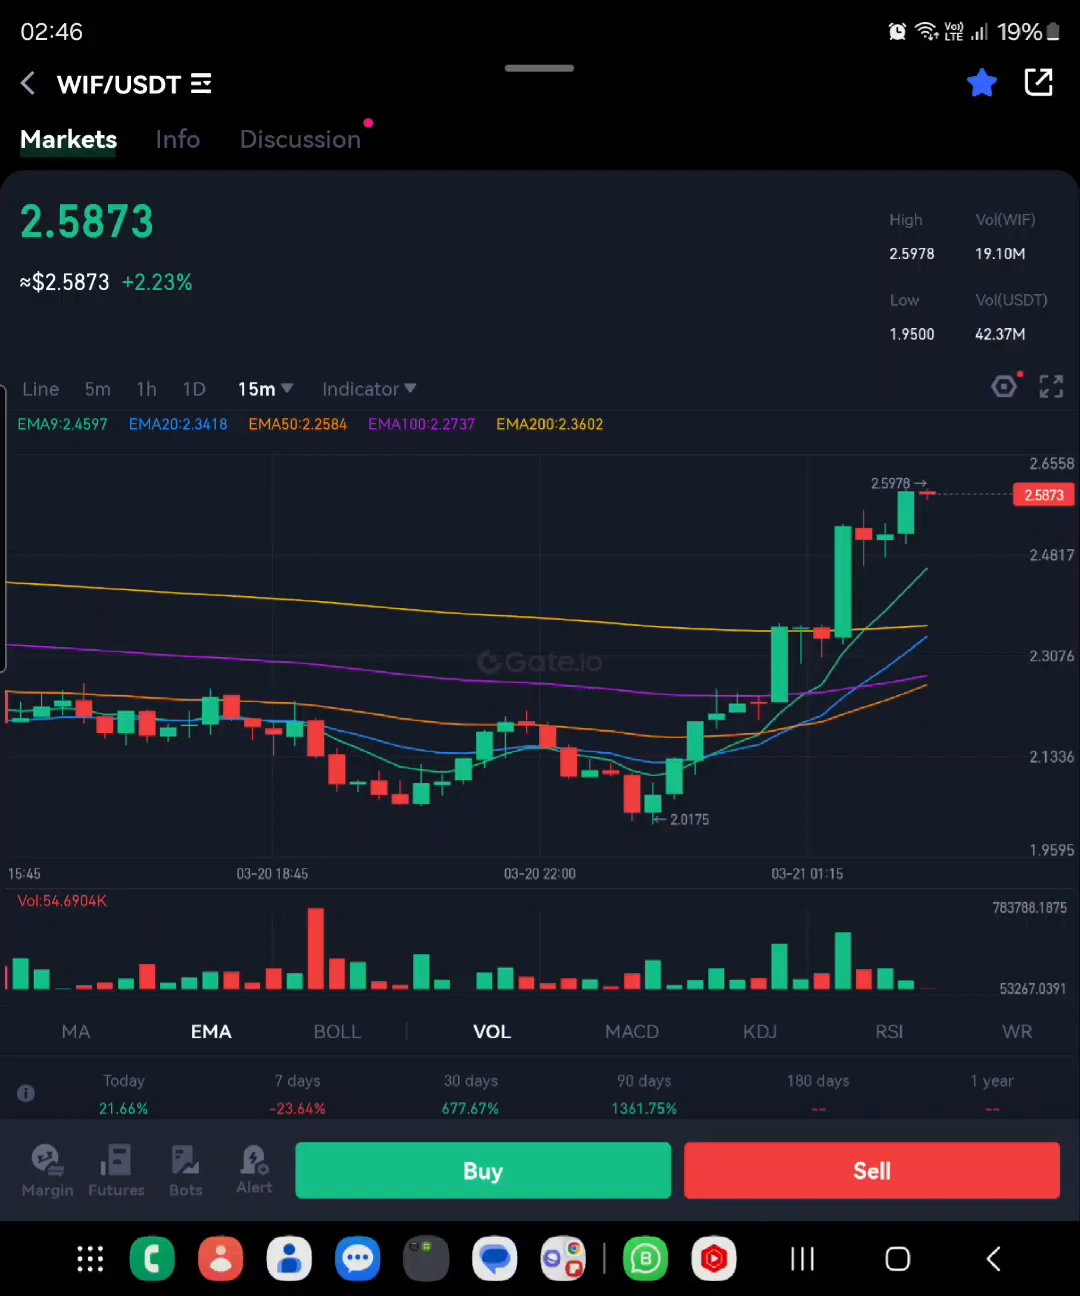 02:46 Vo) LTE 19%
WIF/USDT
Markets Info Discussion
2.5873
≈$2.5873 +2.23%
High Vol(WIF)
2.5978 19.10M
Low Vol(USDT)
1.9500 42.37M
Line 5m 1h 1D 15m Indicator
EMA9:2.4597 EMA20:2.3418 EMA50:2.2584 EMA100:2.2737 EMA200:2.3602
2.6558
2.5978
2.5873
2.4817
2.3076
Gate.io
2.1336
2.0175
1.9595
15:45 03-20 18:45 03-20 22:00 03-21 01:15
Vol:54.6904K
783788.1875
53267.0391
MA EMA BOLL VOL MACD KDJ RSI WR
Today 7 days 30 days 90 days 180 days 1 year
21.66% -23.64% 677.67% 1361.75% -- --
Margin Futures Bots Alert Buy Sell